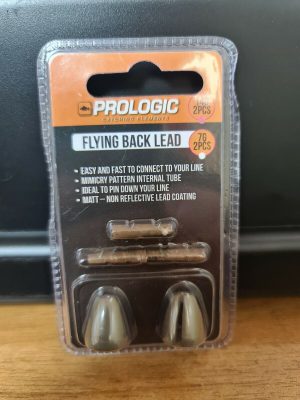 2PCS
PROLOGIC
CATCHING ELEMENTS
FLYING BACK LEAD
7G
2PCS
- EASY AND FAST TO CONNECT TO YOUR LINE
- MIMICRY PATTERN INTERNAL TUBE
- IDEAL TO PIN DOWN YOUR LINE
- MATT – NON REFLECTIVE LEAD COATING